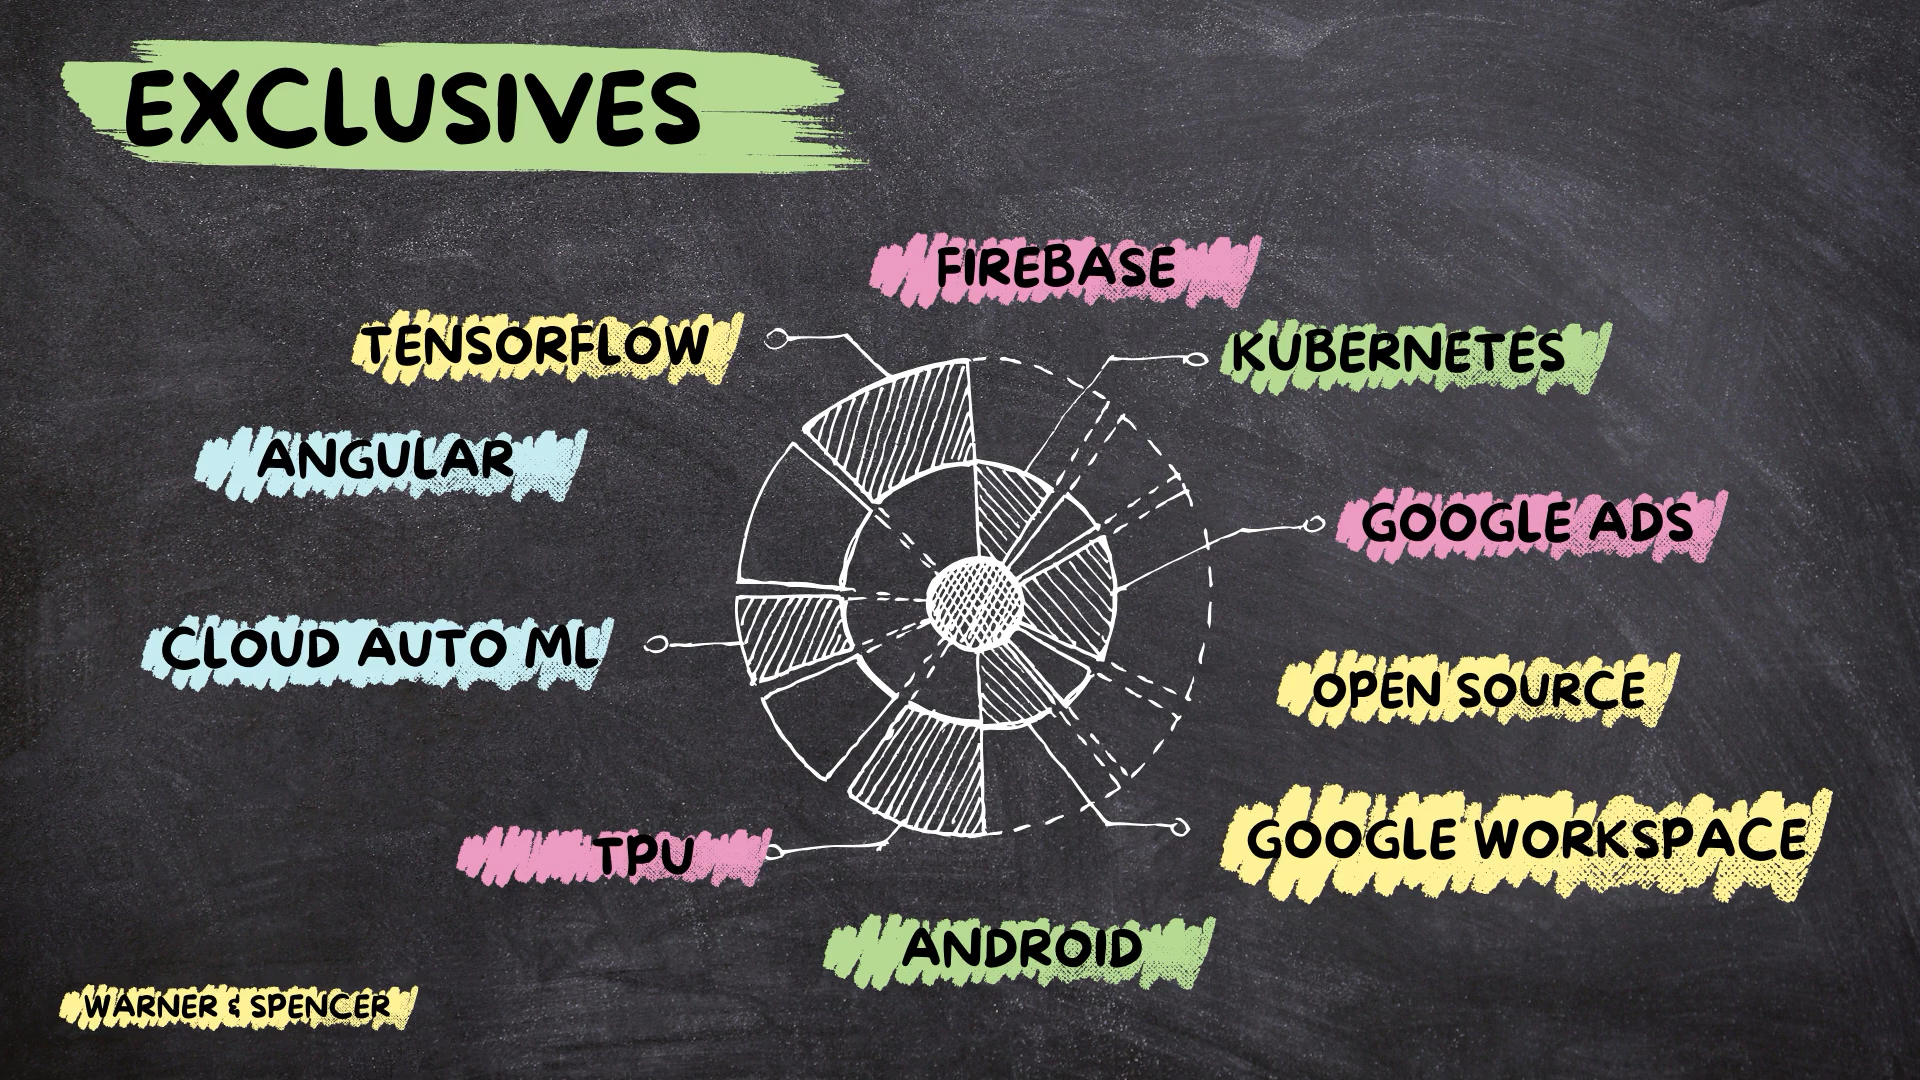 EXCLUSIVES
FIREBASE
TENSORFLOW
KUBERNETES
ANGULAR
GOOGLE ADS
CLOUD AUTO ML
OPEN SOURCE
GOOGLE WORKSPACE
TPU
ANDROID
WARNER & SPENCER